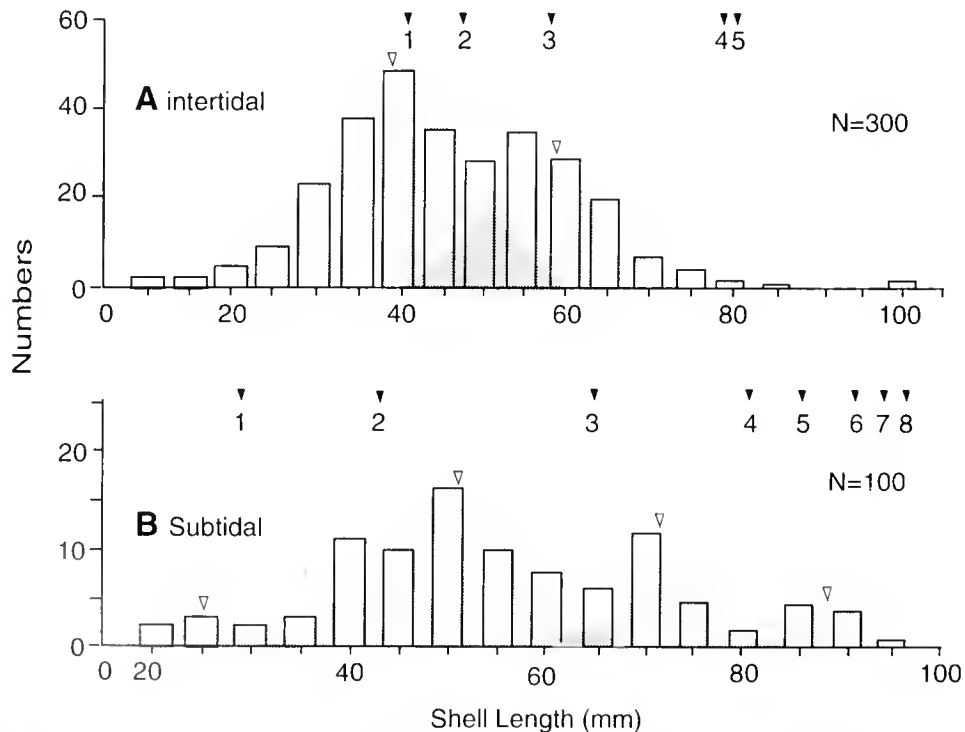 60
40
20
0
A intertidal
N=300
1 2 3 4 5
0 20 40 60 80 100
Numbers
20
10
0
B Subtidal
N=100
1 2 3 4 5 6 7 8
0 20 40 60 80 100
Shell Length (mm)